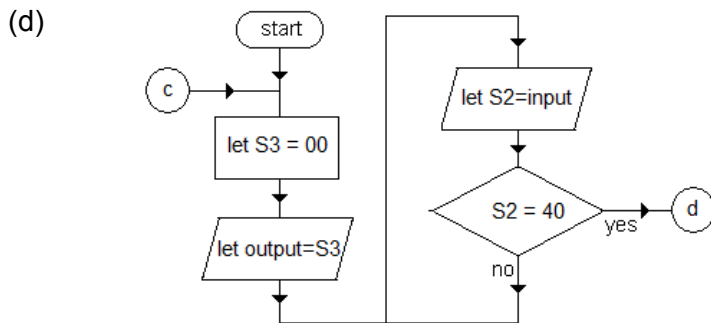 (d)
start
c
let S3 = 00
let output=S3
let S2=input
S2 = 40
yes
d
no